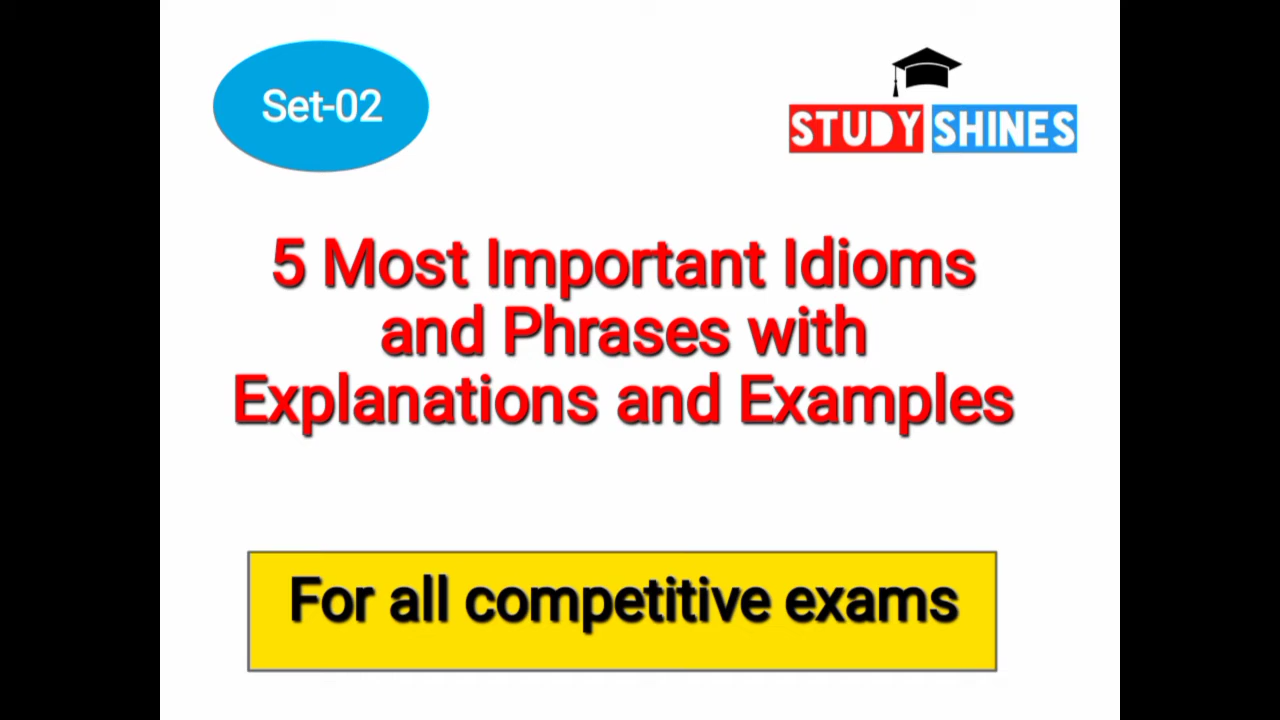 Set-02
STUDY SHINES
5 Most Important Idioms
and Phrases with
Explanations and Examples
For all competitive exams